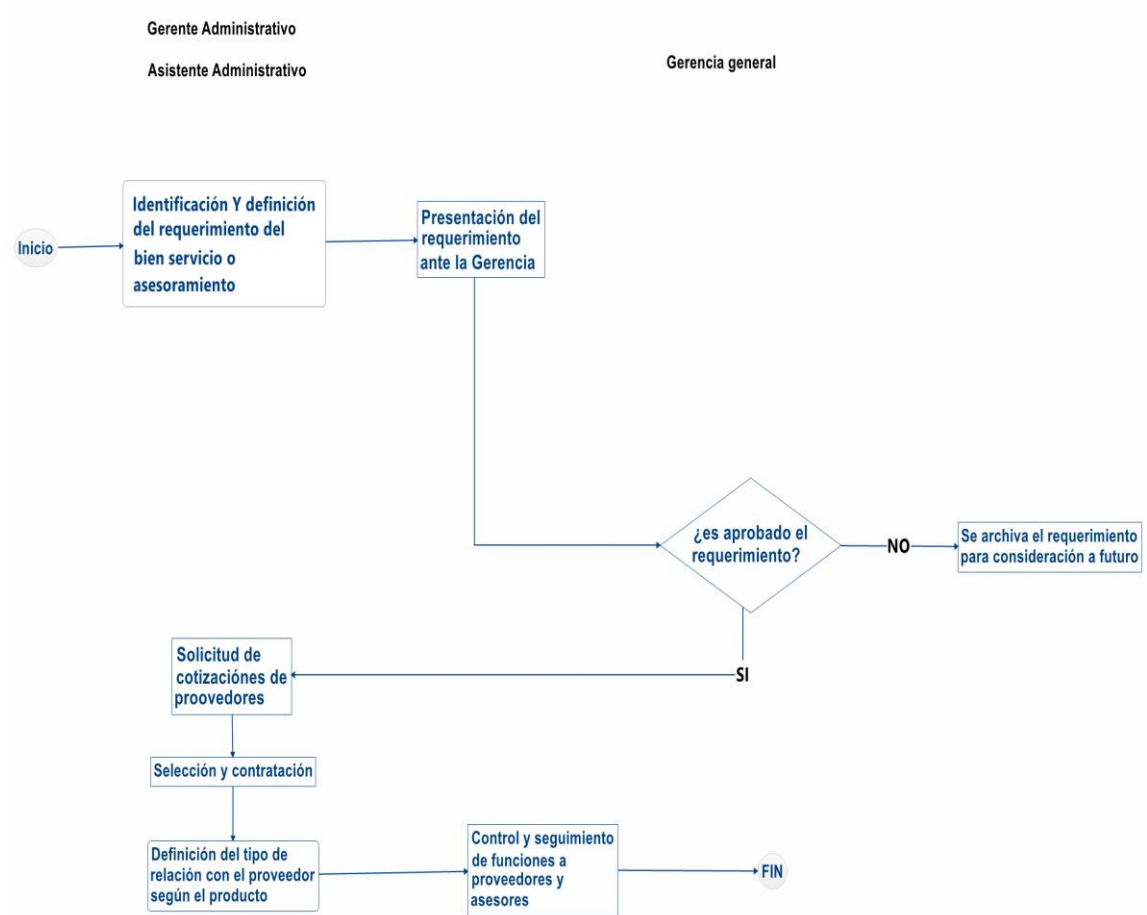 Gerente Administrativo
Asistente Administrativo
Gerencia general
Inicio
Identificación Y definición
del requerimiento del
bien servicio o
asesoramiento
Presentación del
requerimiento
ante la Gerencia
¿es aprobado el
requerimiento?
NO
Se archiva el requerimiento
para consideración a futuro
SI
Solicitud de
cotizaciónes de
proovedores
Selección y contratación
Definición del tipo de
relación con el proveedor
según el producto
Control y seguimiento
de funciones a
proveedores y
asesores
FIN